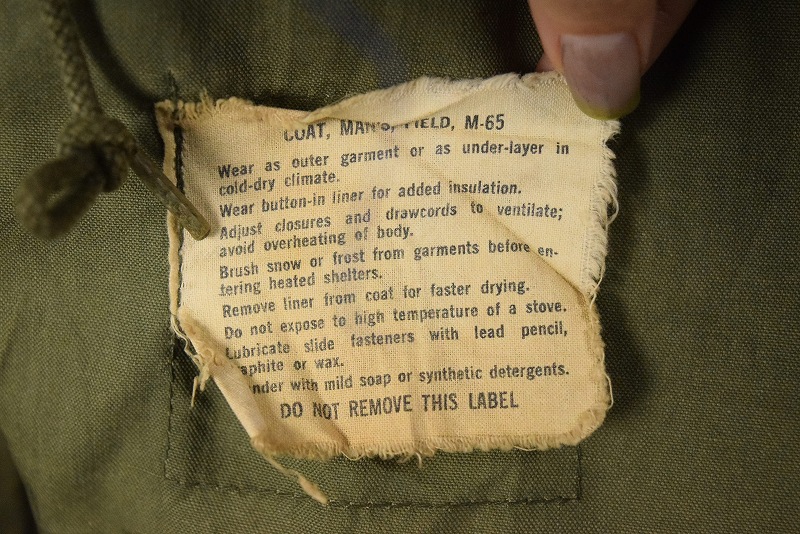 COAT, MAN'S, FIELD, M-65
Wear as outer garment or as under-layer in
cold-dry climate.
Wear button-in liner for added insulation.
Adjust closures and drawcords to ventilate;
avoid overheating of body.
Brush snow or frost from garments before en-
tering heated shelters.
Remove liner from coat for faster drying.
Do not expose to high temperature of a stove.
Lubricate slide fasteners with lead pencil,
aphite or wax.
nder with mild soap or synthetic detergents.
DO NOT REMOVE THIS LABEL